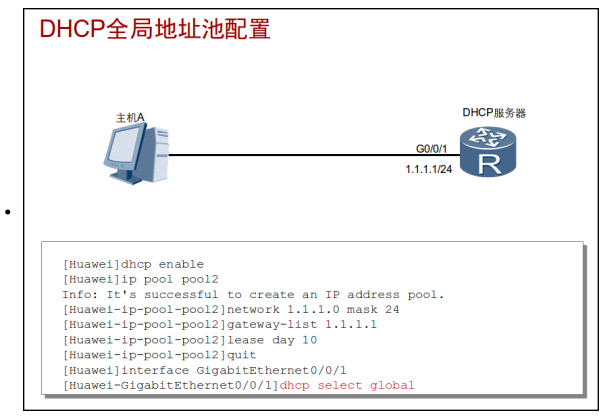 DHCP全局地址池配置
主机A
DHCP服务器
G0/0/1
1.1.1.1/24
R
[Huawei]dhcp enable
[Huawei]ip pool pool2
Info: It's successful to create an IP address pool.
[Huawei-ip-pool-pool2]network 1.1.1.0 mask 24
[Huawei-ip-pool-pool2]gateway-list 1.1.1.1
[Huawei-ip-pool-pool2]lease day 10
[Huawei-ip-pool-pool2]quit
[Huawei]interface GigabitEthernet0/0/1
[Huawei-GigabitEthernet0/0/1]dhcp select global